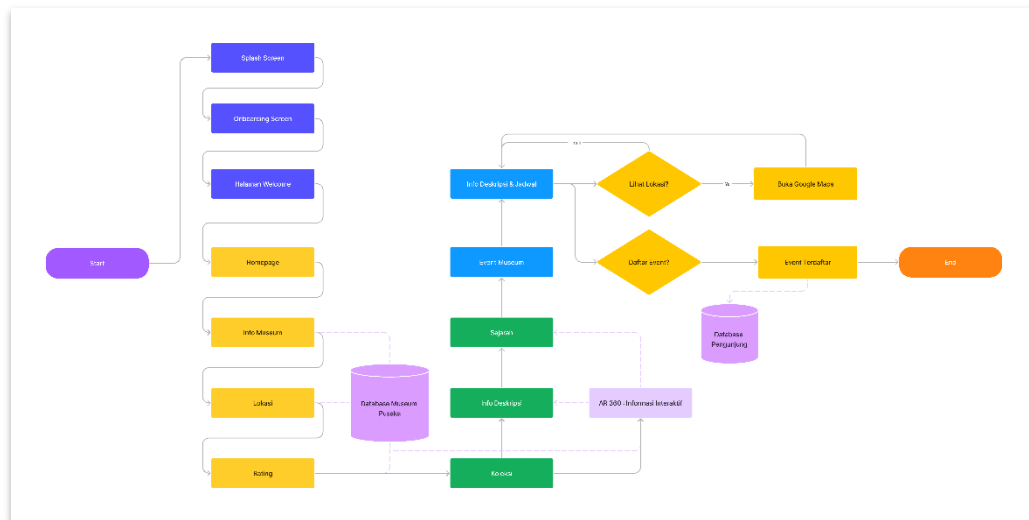 Splash Screen
Onboarding Screen
Halaman Welcome
Start
Homepage
Info Museum
Lokasi
Rating
Database Museum
Pusaka
Info Deskripsi & Jadwal
Event Museum
Sejarah
Info Deskripsi
Koleksi
AR 360 - Informasi Interaktif
Lihat Lokasi?
Ya
Buka Google Maps
Daftar Event?
Event Terdaftar
End
Database
Pengunjung